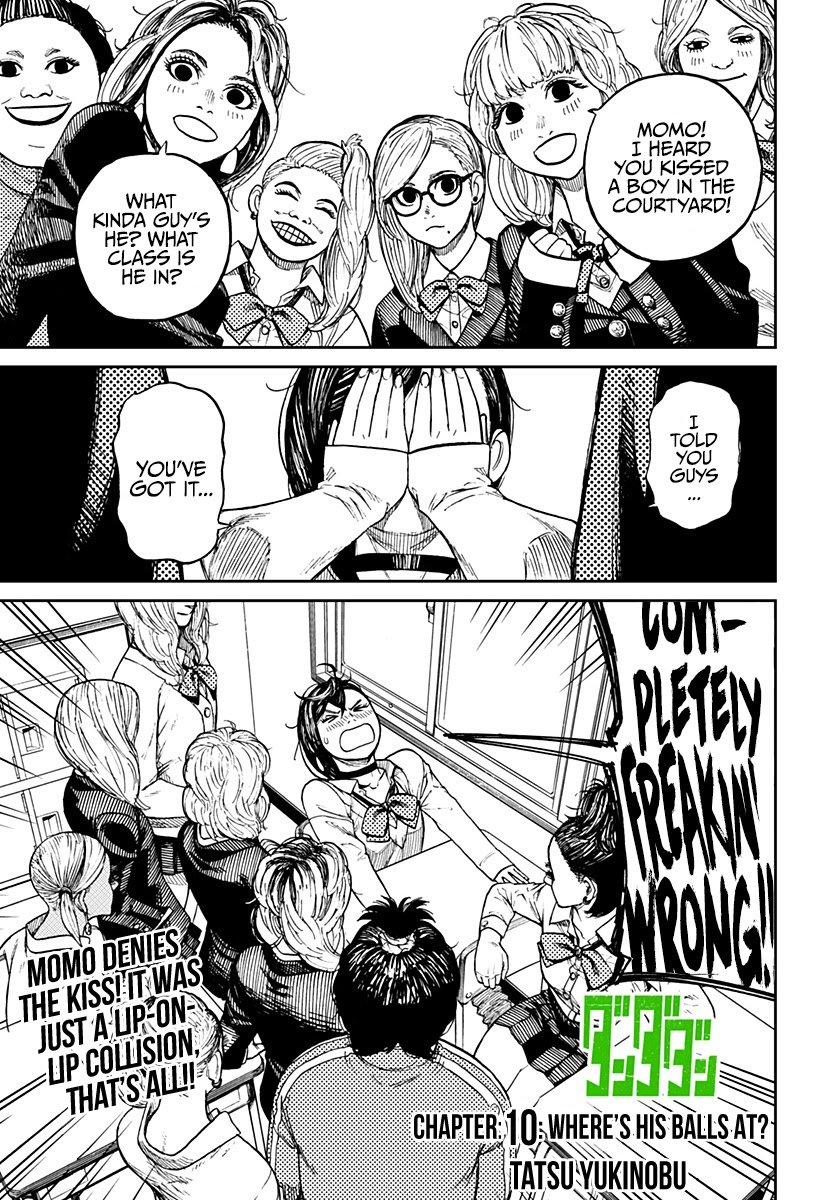 MOMO!
I HEARD
YOU KISSED
A BOY IN THE
COURTYARD!
WHAT
KINDA GUY'S
HE? WHAT
CLASS IS
HE IN?
I
TOLD
YOU
GUYS
...
YOU'VE
GOT IT...
COM-
PLETELY
FREAKIN'
WRONG!!
MOMO DENIES
THE KISS! IT WAS
JUST A LIP-ON-
LIP COLLISION,
THAT'S ALL!!
ダンダダン
CHAPTER: 10: WHERE'S HIS BALLS AT?
TATSU YUKINOBU